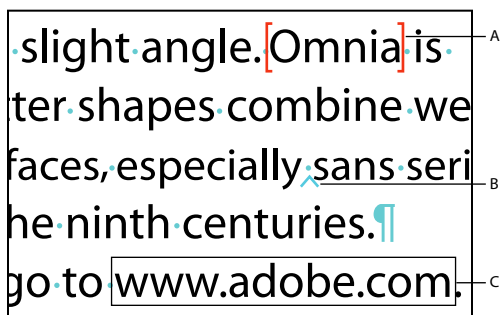 ·slight·angle.·[Omnia]·is· A
tter·shapes·combine·we
faces,·especially·sans·seri B
he·ninth·centuries.¶
go·to·www.adobe.com. C